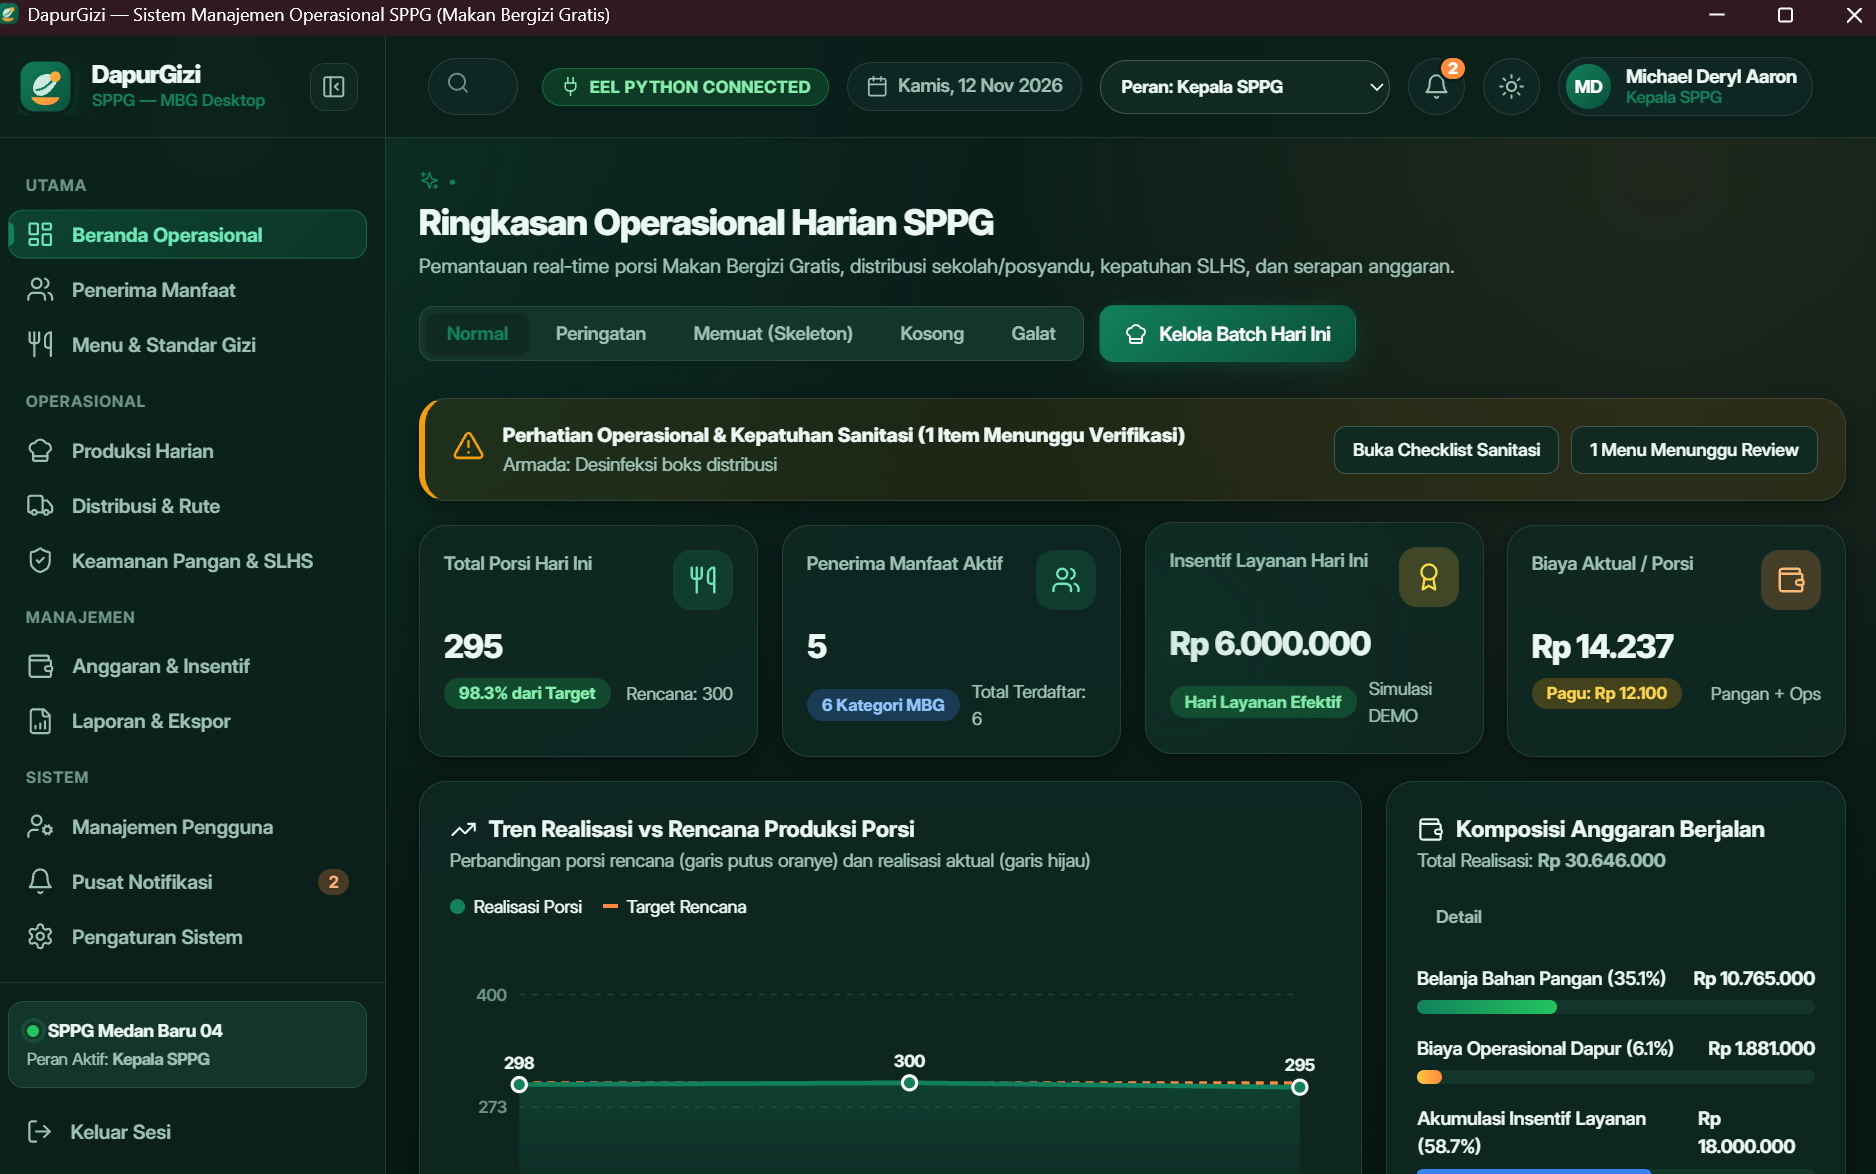 DapurGizi — Sistem Manajemen Operasional SPPG (Makan Bergizi Gratis)
DapurGizi
SPPG — MBG Desktop
EEL PYTHON CONNECTED
Kamis, 12 Nov 2026
Peran: Kepala SPPG
2
MD
Michael Deryl Aaron
Kepala SPPG
UTAMA
Beranda Operasional
Penerima Manfaat
Menu & Standar Gizi
OPERASIONAL
Produksi Harian
Distribusi & Rute
Keamanan Pangan & SLHS
MANAJEMEN
Anggaran & Insentif
Laporan & Ekspor
SISTEM
Manajemen Pengguna
Pusat Notifikasi
2
Pengaturan Sistem
SPPG Medan Baru 04
Peran Aktif: Kepala SPPG
Keluar Sesi
Ringkasan Operasional Harian SPPG
Pemantauan real-time porsi Makan Bergizi Gratis, distribusi sekolah/posyandu, kepatuhan SLHS, dan serapan anggaran.
Normal
Peringatan
Memuat (Skeleton)
Kosong
Galat
Kelola Batch Hari Ini
Perhatian Operasional & Kepatuhan Sanitasi (1 Item Menunggu Verifikasi)
Armada: Desinfeksi boks distribusi
Buka Checklist Sanitasi
1 Menu Menunggu Review
Total Porsi Hari Ini
295
98.3% dari Target
Rencana: 300
Penerima Manfaat Aktif
5
6 Kategori MBG
Total Terdaftar:
6
Insentif Layanan Hari Ini
Rp 6.000.000
Hari Layanan Efektif
Simulasi
DEMO
Biaya Aktual / Porsi
Rp 14.237
Pagu: Rp 12.100
Pangan + Ops
Tren Realisasi vs Rencana Produksi Porsi
Perbandingan porsi rencana (garis putus oranye) dan realisasi aktual (garis hijau)
Realisasi Porsi
Target Rencana
400
298
300
295
273
Komposisi Anggaran Berjalan
Total Realisasi: Rp 30.646.000
Detail
Belanja Bahan Pangan (35.1%)
Rp 10.765.000
Biaya Operasional Dapur (6.1%)
Rp 1.881.000
Akumulasi Insentif Layanan
(58.7%)
Rp
18.000.000